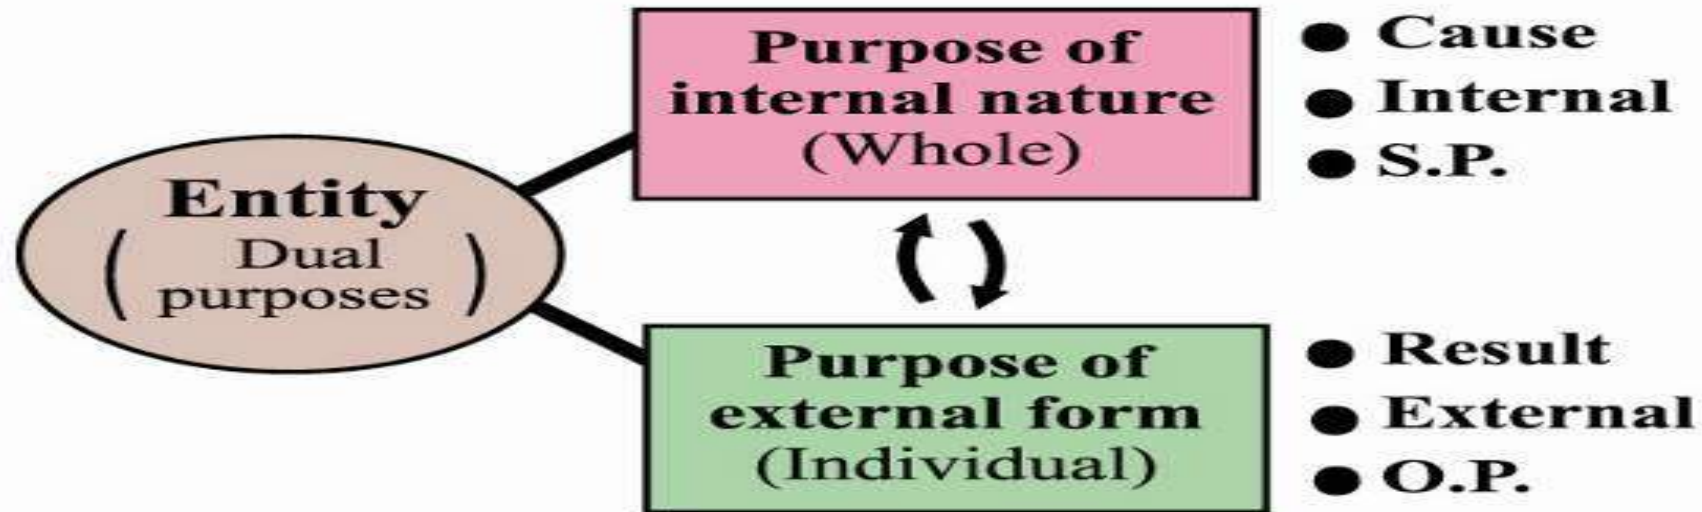 Entity
( Dual
purposes )
Purpose of
internal nature
(Whole)
● Cause
● Internal
● S.P.
Purpose of
external form
(Individual)
● Result
● External
● O.P.